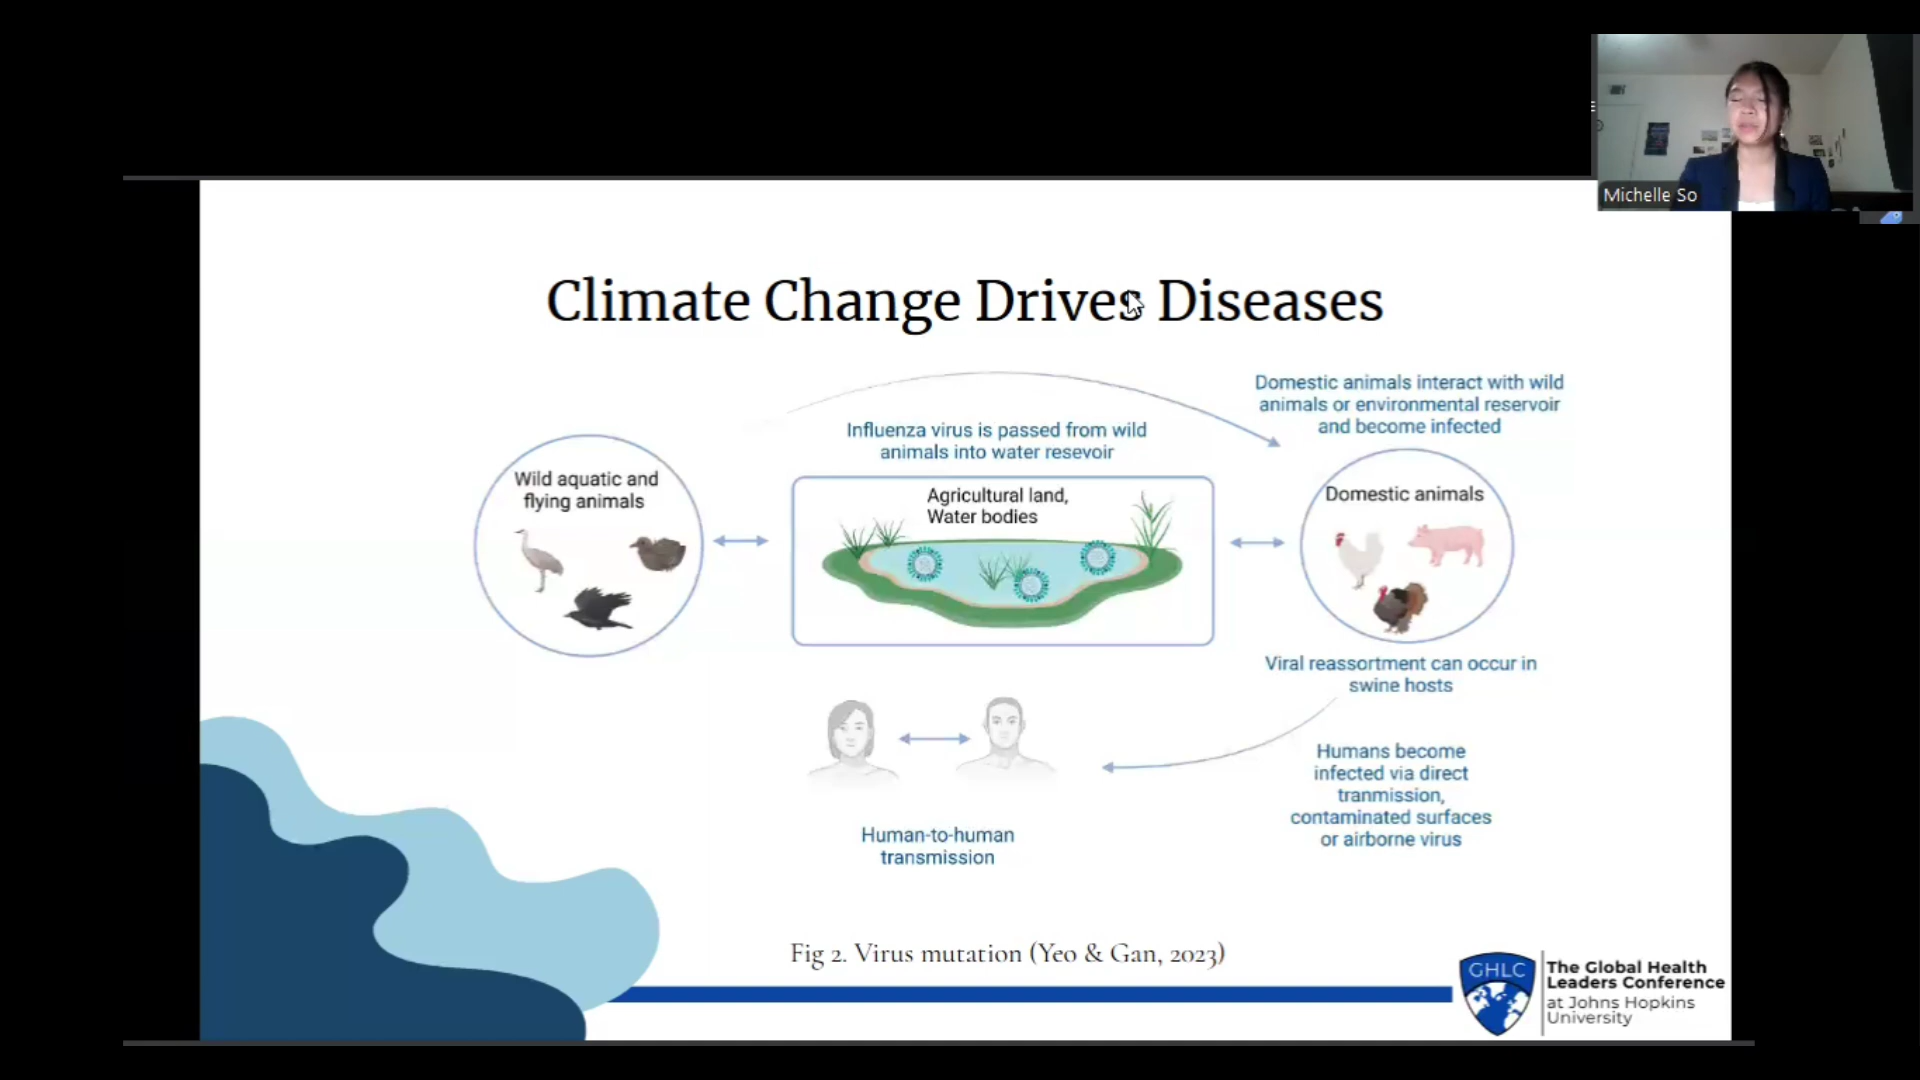 Michelle So
Climate Change Drives Diseases
Domestic animals interact with wild
animals or environmental reservoir
and become infected
Influenza virus is passed from wild
animals into water resevoir
Wild aquatic and
flying animals
Agricultural land,
Water bodies
Domestic animals
Viral reassortment can occur in
swine hosts
Humans become
infected via direct
tranmission,
contaminated surfaces
or airborne virus
Human-to-human
transmission
Fig 2. Virus mutation (Yeo & Gan, 2023)
GHLC
The Global Health
Leaders Conference
at Johns Hopkins
University